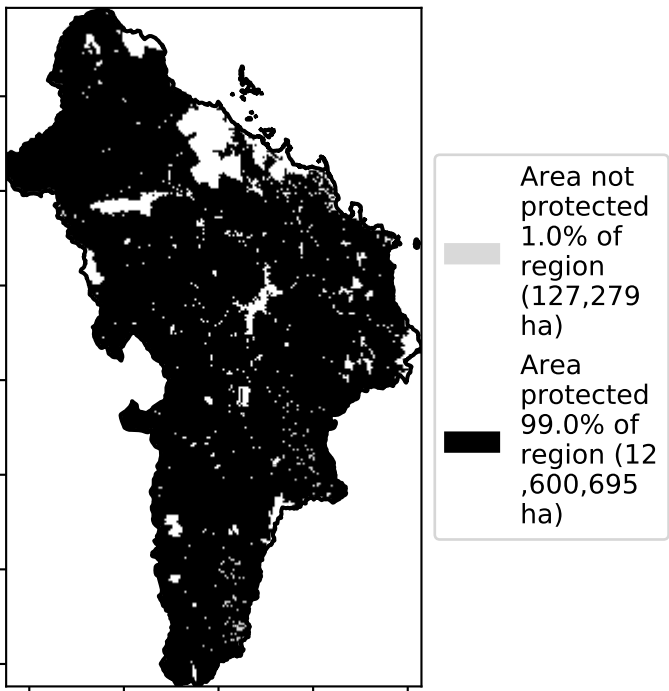 Area not
protected
1.0% of
region
(127,279
ha)
Area
protected
99.0% of
region (12
,600,695
ha)